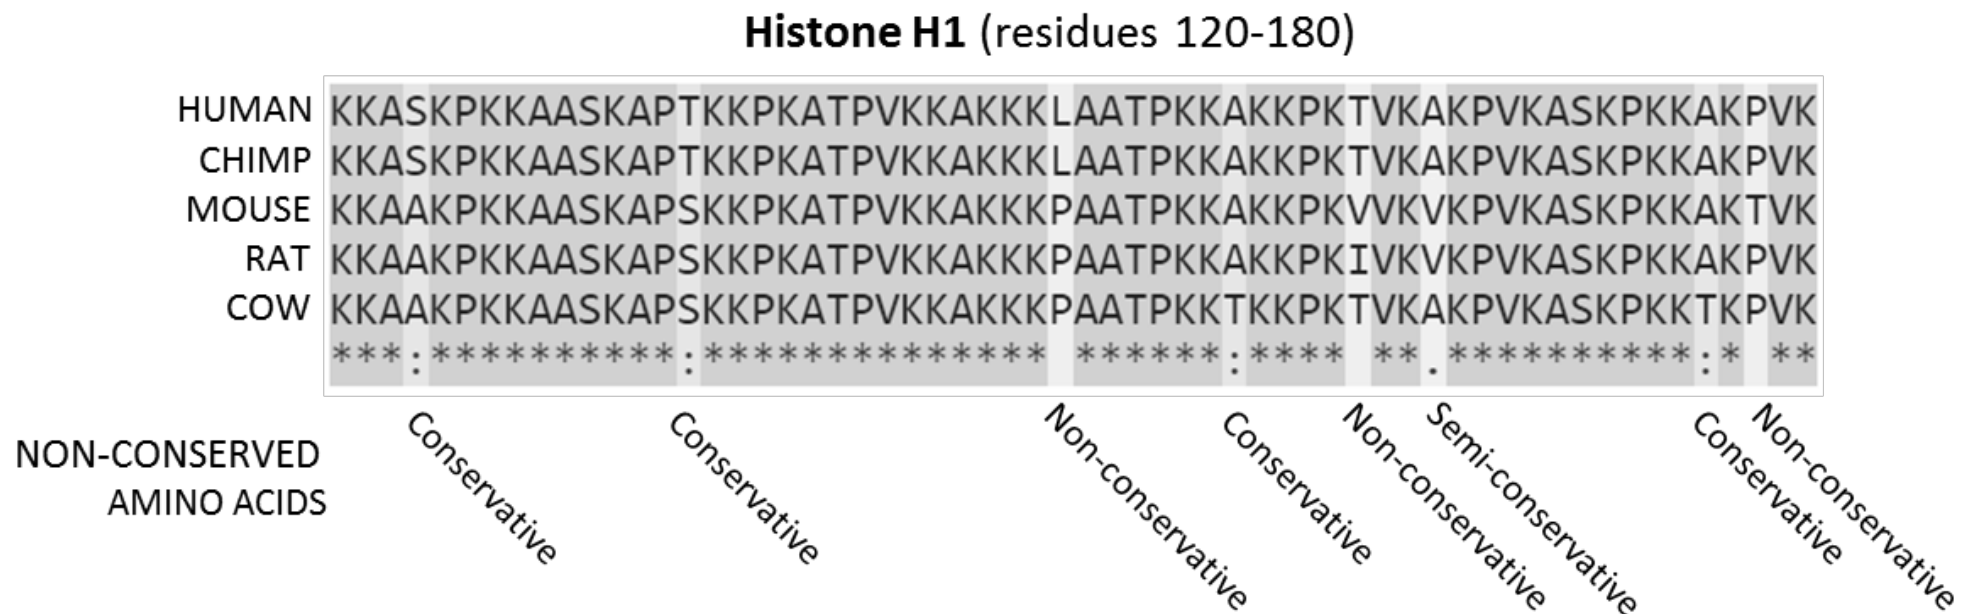 Histone H1 (residues 120-180)
HUMAN KKASKPKKAASKAPTKKPKATPVKKAKKKLAATPKKAKKPKTVKAKPVKASKPKKAKPVK
CHIMP KKASKPKKAASKAPTKKPKATPVKKAKKKLAATPKKAKKPKTVKAKPVKASKPKKAKPVK
MOUSE KKAAKPKKAASKAPSKKPKATPVKKAKKKPAATPKKAKKPKVVKVKPVKASKPKKAKTVK
RAT KKAAKPKKAASKAPSKKPKATPVKKAKKKPAATPKKAKKPKIVKVKPVKASKPKKAKPVK
COW KKAAKPKKAASKAPSKKPKATPVKKAKKKPAATPKKTKKPKTVKAKPVKASKPKKTKPVK
***:**********:************** ******:**** **.**********:* **
NON-CONSERVED
AMINO ACIDS
Conservative
Conservative
Non-conservative
Conservative
Non-conservative
Semi-conservative
Conservative
Non-conservative